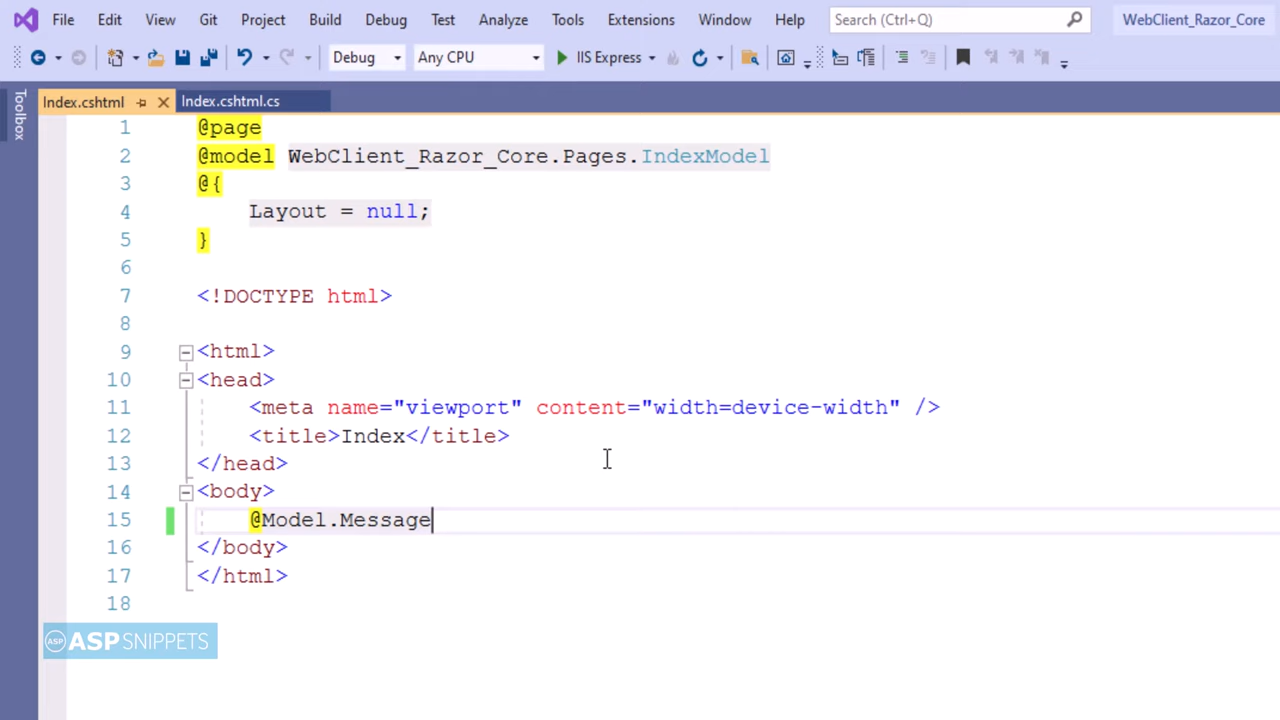 File Edit View Git Project Build Debug Test Analyze Tools Extensions Window Help Search (Ctrl+Q) WebClient_Razor_Core
Debug Any CPU IIS Express
Toolbox
Index.cshtml Index.cshtml.cs
1 @page
2 @model WebClient_Razor_Core.Pages.IndexModel
3 @{
4 Layout = null;
5 }
6
7 <!DOCTYPE html>
8
9 <html>
10 <head>
11 <meta name="viewport" content="width=device-width" />
12 <title>Index</title>
13 </head>
14 <body>
15 @Model.Message
16 </body>
17 </html>
18
ASP ASPSNIPPETS